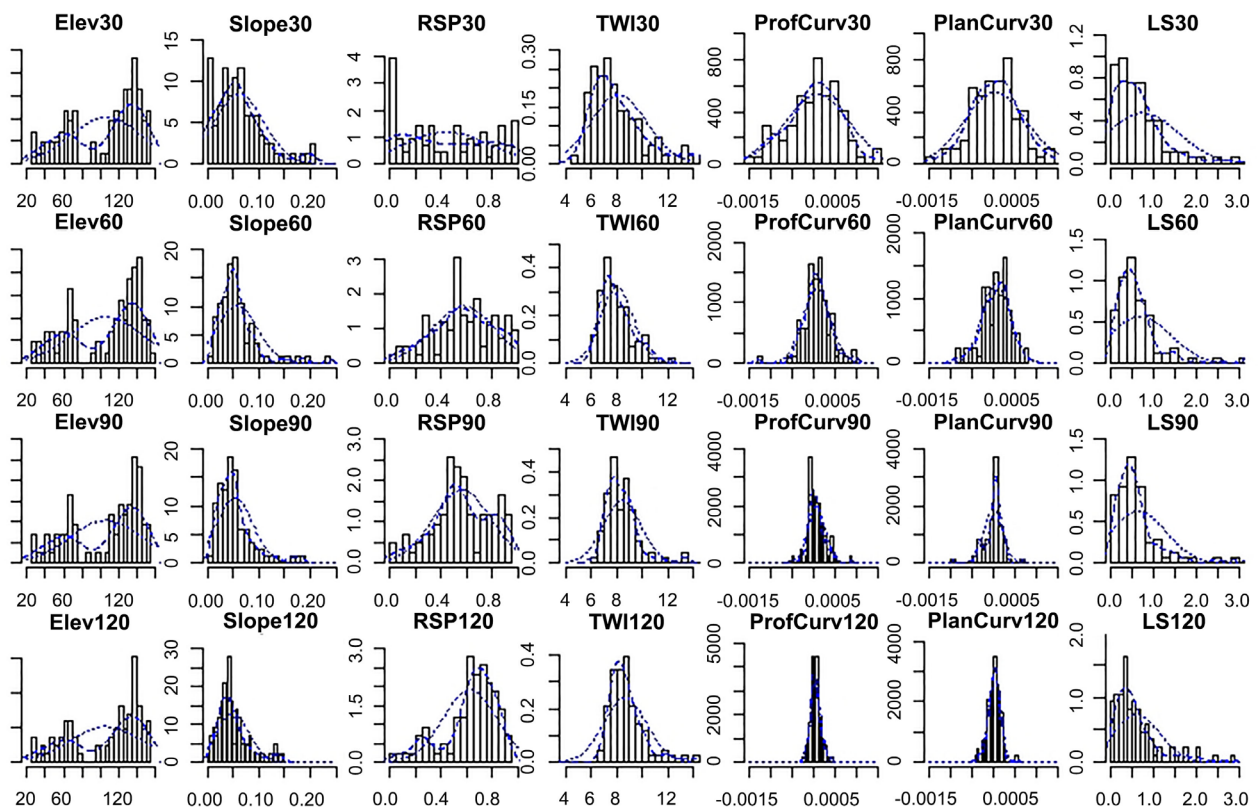 Elev30 Slope30 RSP30 TWI30 ProfCurv30 PlanCurv30 LS30
15 10 5 0
4 3 2 1 0
0.30 0.15 0.00
800 400 0
800 400 0
1.2 0.8 0.4 0.0
20 60 120 0.00 0.10 0.20 0.0 0.4 0.8 4 6 8 12 -0.0015 0.0005 -0.0015 0.0005 0.0 1.0 2.0 3.0
Elev60 Slope60 RSP60 TWI60 ProfCurv60 PlanCurv60 LS60
20 10 5 0
3 2 1 0
0.4 0.2 0.0
2000 1000 0
2000 1000 0
1.5 1.0 0.5 0.0
20 60 120 0.00 0.10 0.20 0.0 0.4 0.8 4 6 8 12 -0.0015 0.0005 -0.0015 0.0005 0.0 1.0 2.0 3.0
Elev90 Slope90 RSP90 TWI90 ProfCurv90 PlanCurv90 LS90
20 10 5 0
3.0 2.0 1.0 0.0
0.4 0.2 0.0
4000 2000 0
4000 2000 0
1.5 1.0 0.5 0.0
20 60 120 0.00 0.10 0.20 0.0 0.4 0.8 4 6 8 12 -0.0015 0.0005 -0.0015 0.0005 0.0 1.0 2.0 3.0
Elev120 Slope120 RSP120 TWI120 ProfCurv120 PlanCurv120 LS120
30 20 10 0
3.0 1.5 0.0
0.4 0.2 0.0
5000 2000 0
4000 2000 0
2.0 1.0 0.0
20 60 120 0.00 0.10 0.20 0.0 0.4 0.8 4 6 8 12 -0.0015 0.0005 -0.0015 0.0005 0.0 1.0 2.0 3.0